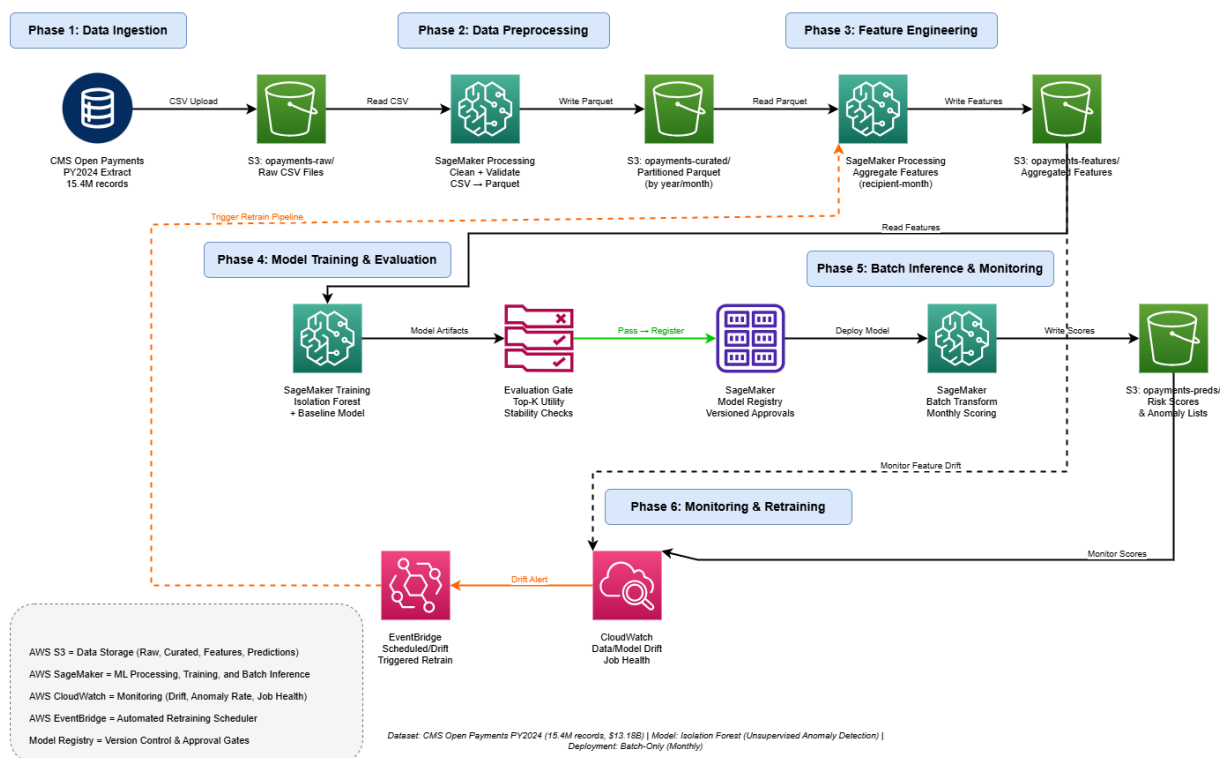 Phase 1: Data Ingestion
Phase 2: Data Preprocessing
Phase 3: Feature Engineering
CSV Upload
Read CSV
Write Parquet
Read Parquet
Write Features
CMS Open Payments
PY2024 Extract
15.4M records
S3: opayments-raw/
Raw CSV Files
SageMaker Processing
Clean + Validate
CSV → Parquet
S3: opayments-curated/
Partitioned Parquet
(by year/month)
SageMaker Processing
Aggregate Features
(recipient-month)
S3: opayments-features/
Aggregated Features
Trigger Retrain Pipeline
Read Features
Phase 4: Model Training & Evaluation
Phase 5: Batch Inference & Monitoring
Model Artifacts
Pass → Register
Deploy Model
Write Scores
SageMaker Training
Isolation Forest
+ Baseline Model
Evaluation Gate
Top-K Utility
Stability Checks
SageMaker
Model Registry
Versioned Approvals
SageMaker
Batch Transform
Monthly Scoring
S3: opayments-preds/
Risk Scores
& Anomaly Lists
Monitor Feature Drift
Phase 6: Monitoring & Retraining
Monitor Scores
Drift Alert
EventBridge
Scheduled/Drift
Triggered Retrain
CloudWatch
Data/Model Drift
Job Health
AWS S3 = Data Storage (Raw, Curated, Features, Predictions)
AWS SageMaker = ML Processing, Training, and Batch Inference
AWS CloudWatch = Monitoring (Drift, Anomaly Rate, Job Health)
AWS EventBridge = Automated Retraining Scheduler
Model Registry = Version Control & Approval Gates
Dataset: CMS Open Payments PY2024 (15.4M records, $13.18B) | Model: Isolation Forest (Unsupervised Anomaly Detection) |
Deployment: Batch-Only (Monthly)